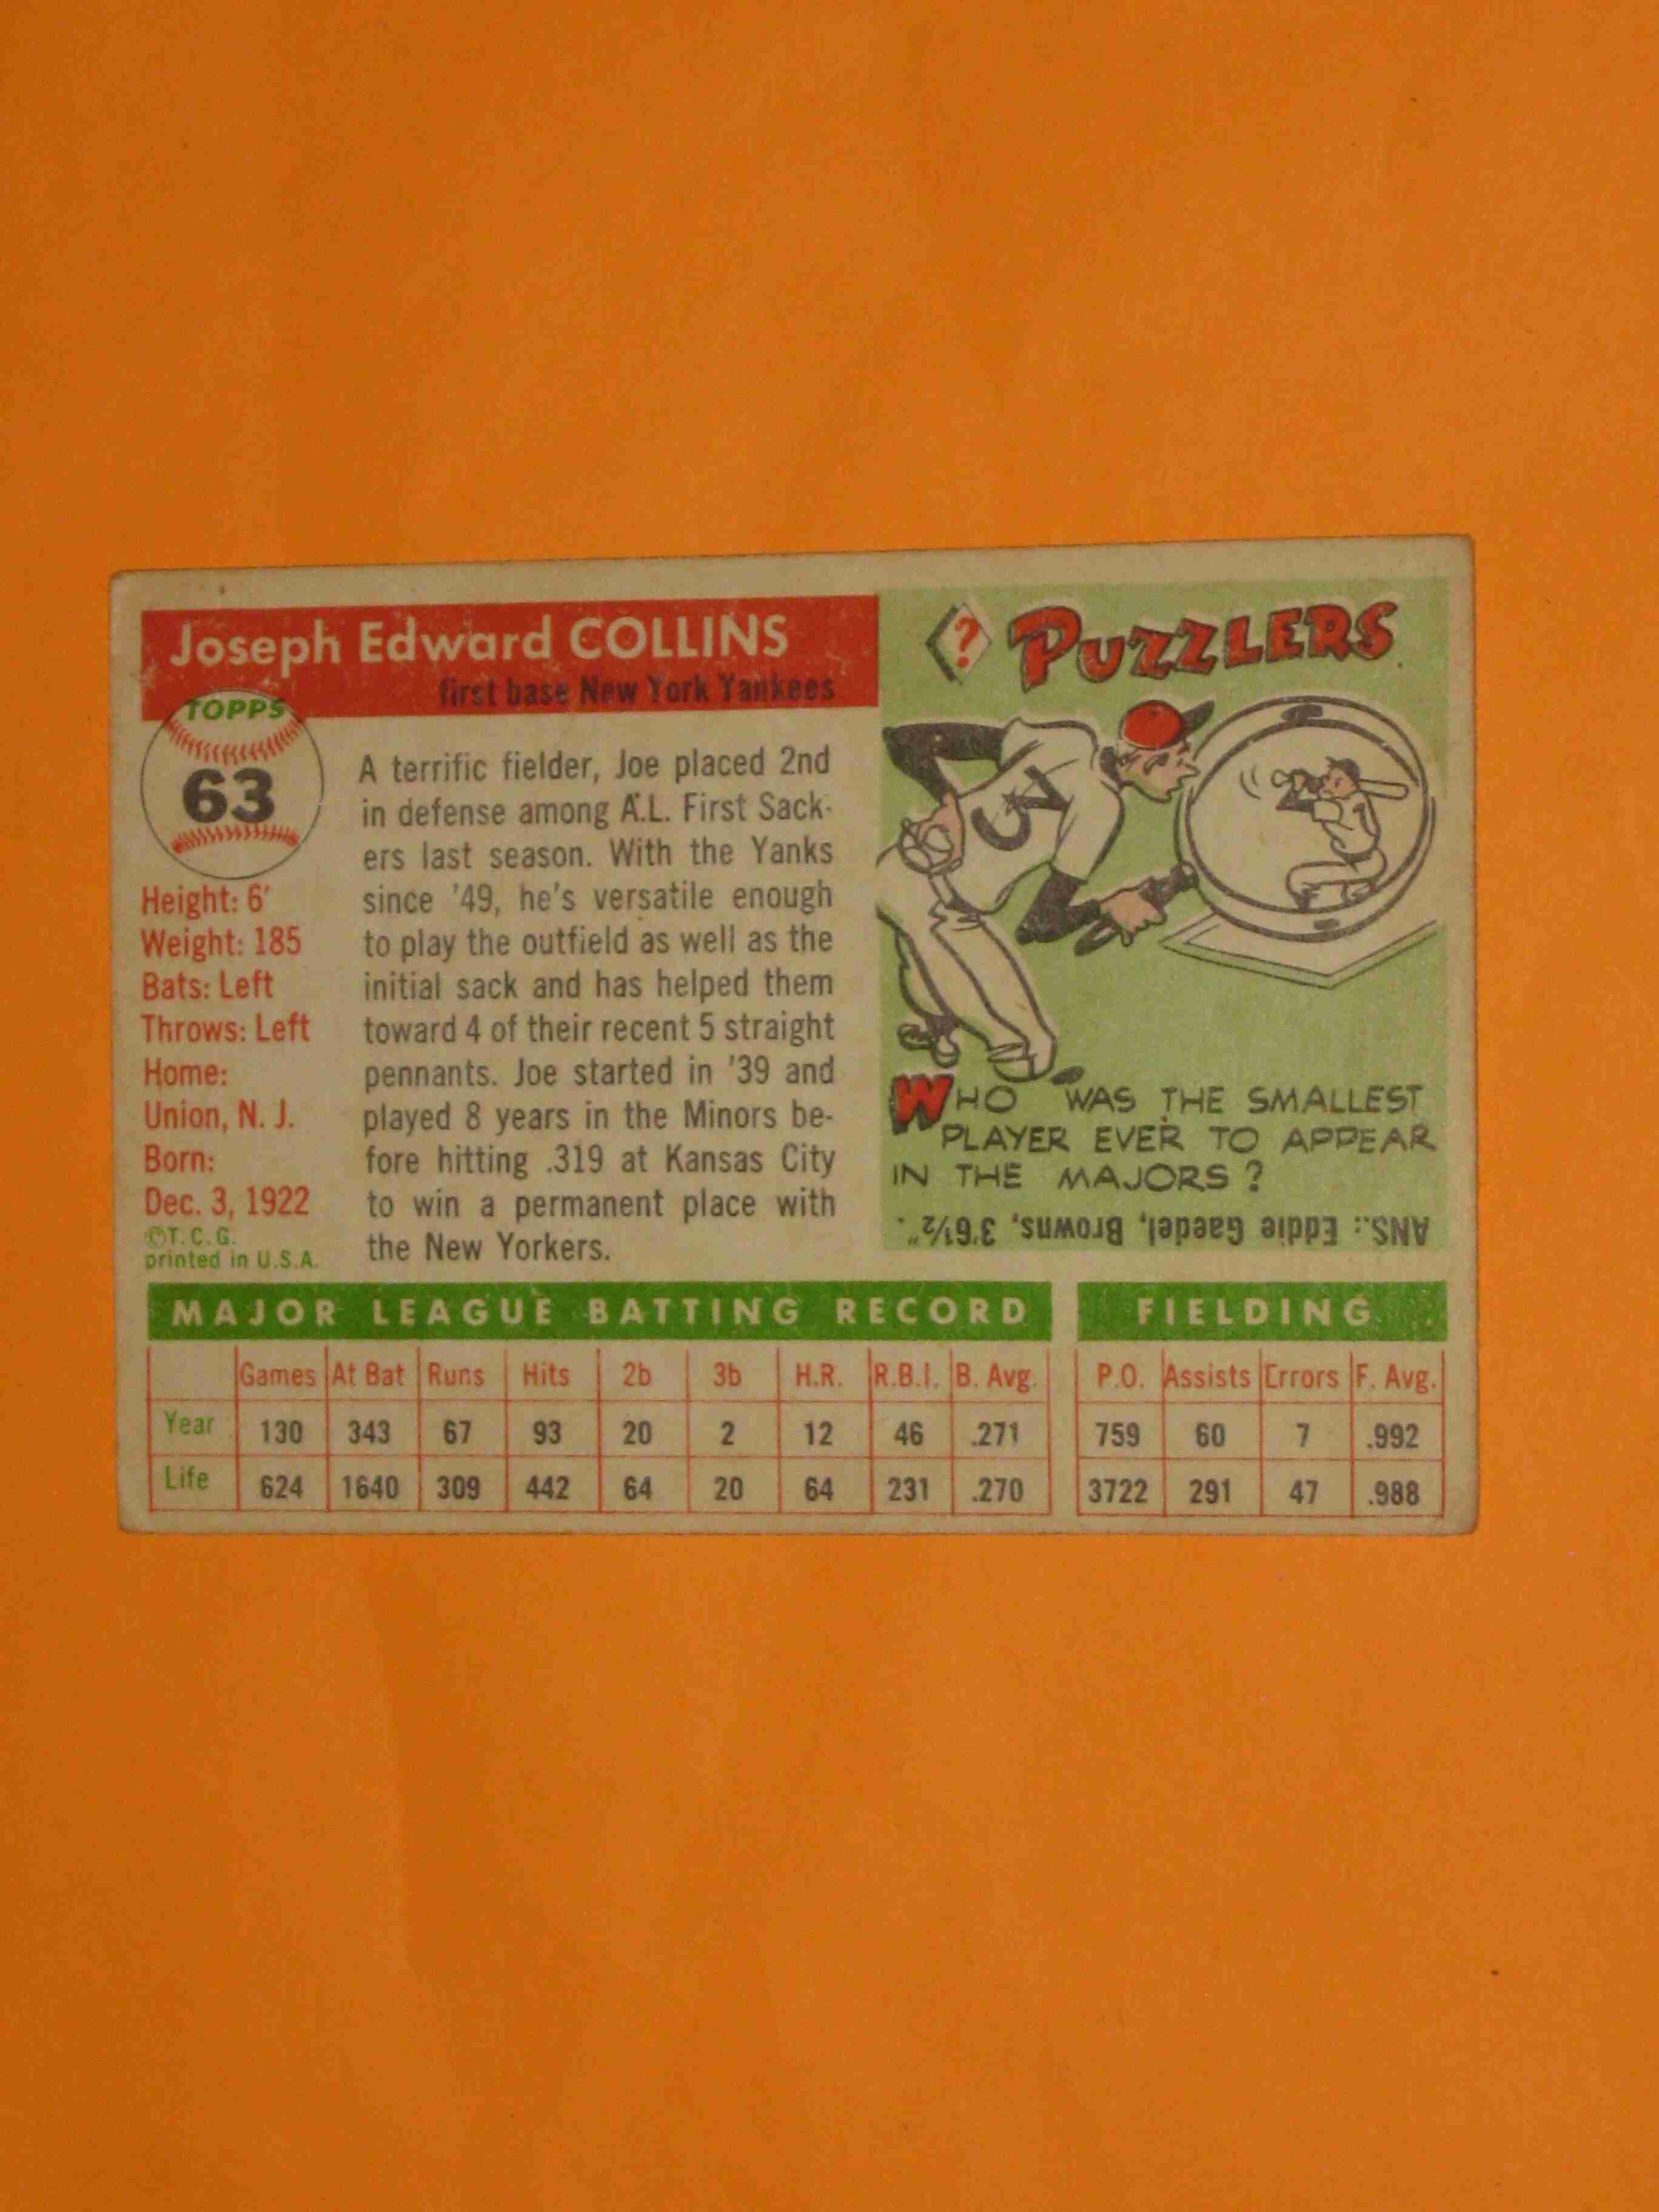 Joseph Edward COLLINS
first base New York Yankees
TOPPS
63
Height: 6'
Weight: 185
Bats: Left
Throws: Left
Home:
Union, N. J.
Born:
Dec. 3, 1922
©T. C. G.
printed in U.S.A.
A terrific fielder, Joe placed 2nd
in defense among A.L. First Sack-
ers last season. With the Yanks
since '49, he's versatile enough
to play the outfield as well as the
initial sack and has helped them
toward 4 of their recent 5 straight
pennants. Joe started in '39 and
played 8 years in the Minors be-
fore hitting .319 at Kansas City
to win a permanent place with
the New Yorkers.
? PUZZLERS
WHO WAS THE SMALLEST
PLAYER EVER TO APPEAR
IN THE MAJORS?
ANS.: Eddie Gaedel, Browns, 3'6½".
MAJOR LEAGUE BATTING RECORD
Games At Bat Runs Hits 2b 3b H.R. R.B.I. B. Avg.
Year 130 343 67 93 20 2 12 46 .271
Life 624 1640 309 442 64 20 64 231 .270
FIELDING
P.O. Assists Errors F. Avg.
759 60 7 .992
3722 291 47 .988